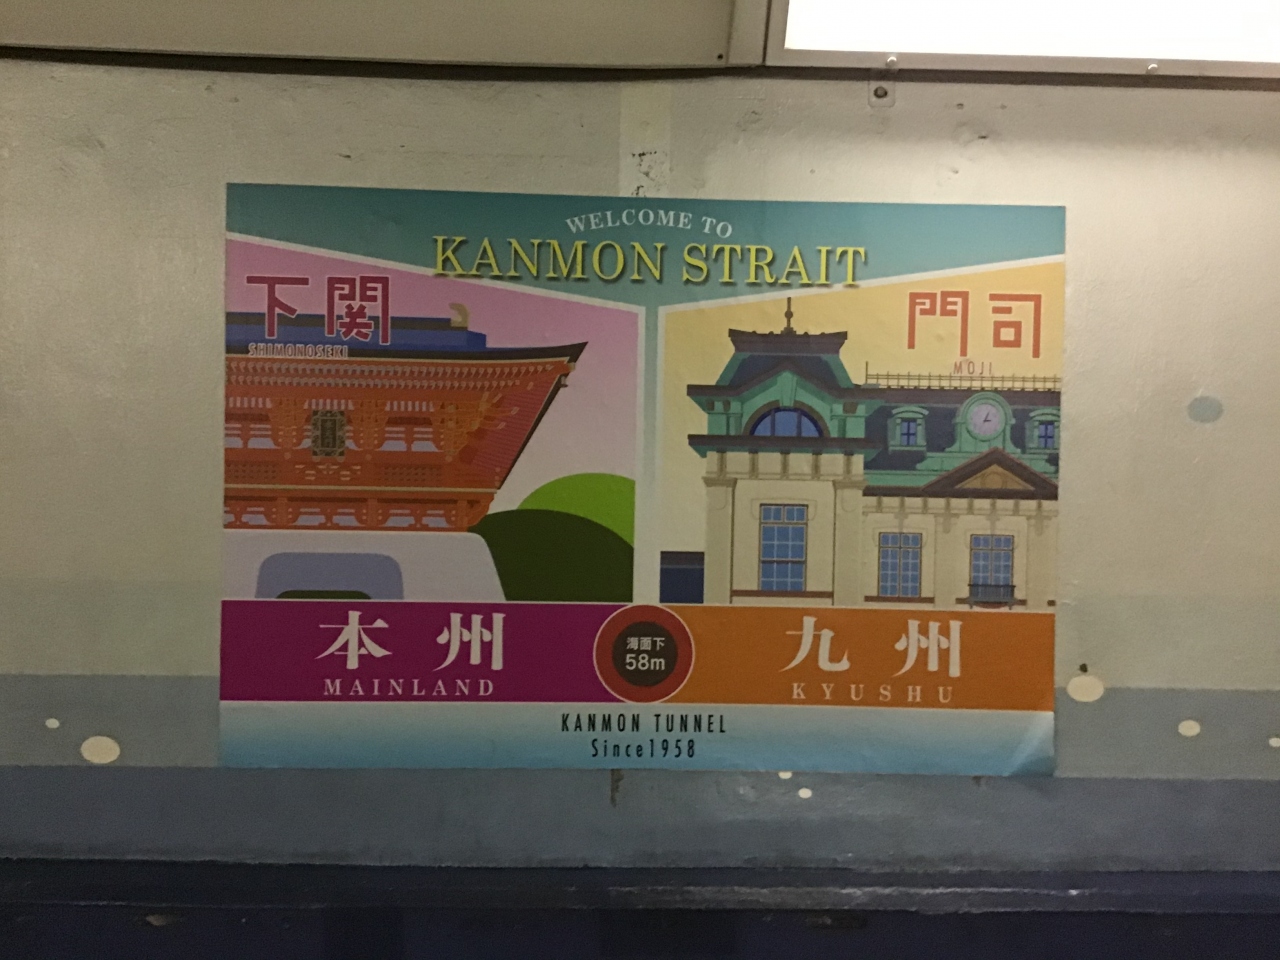 WELCOME TO
KANMON STRAIT
下関
SHIMONOSEKI
門司
MOJI
本州
MAINLAND
海面下
58m
九州
KYUSHU
KANMON TUNNEL
Since1958